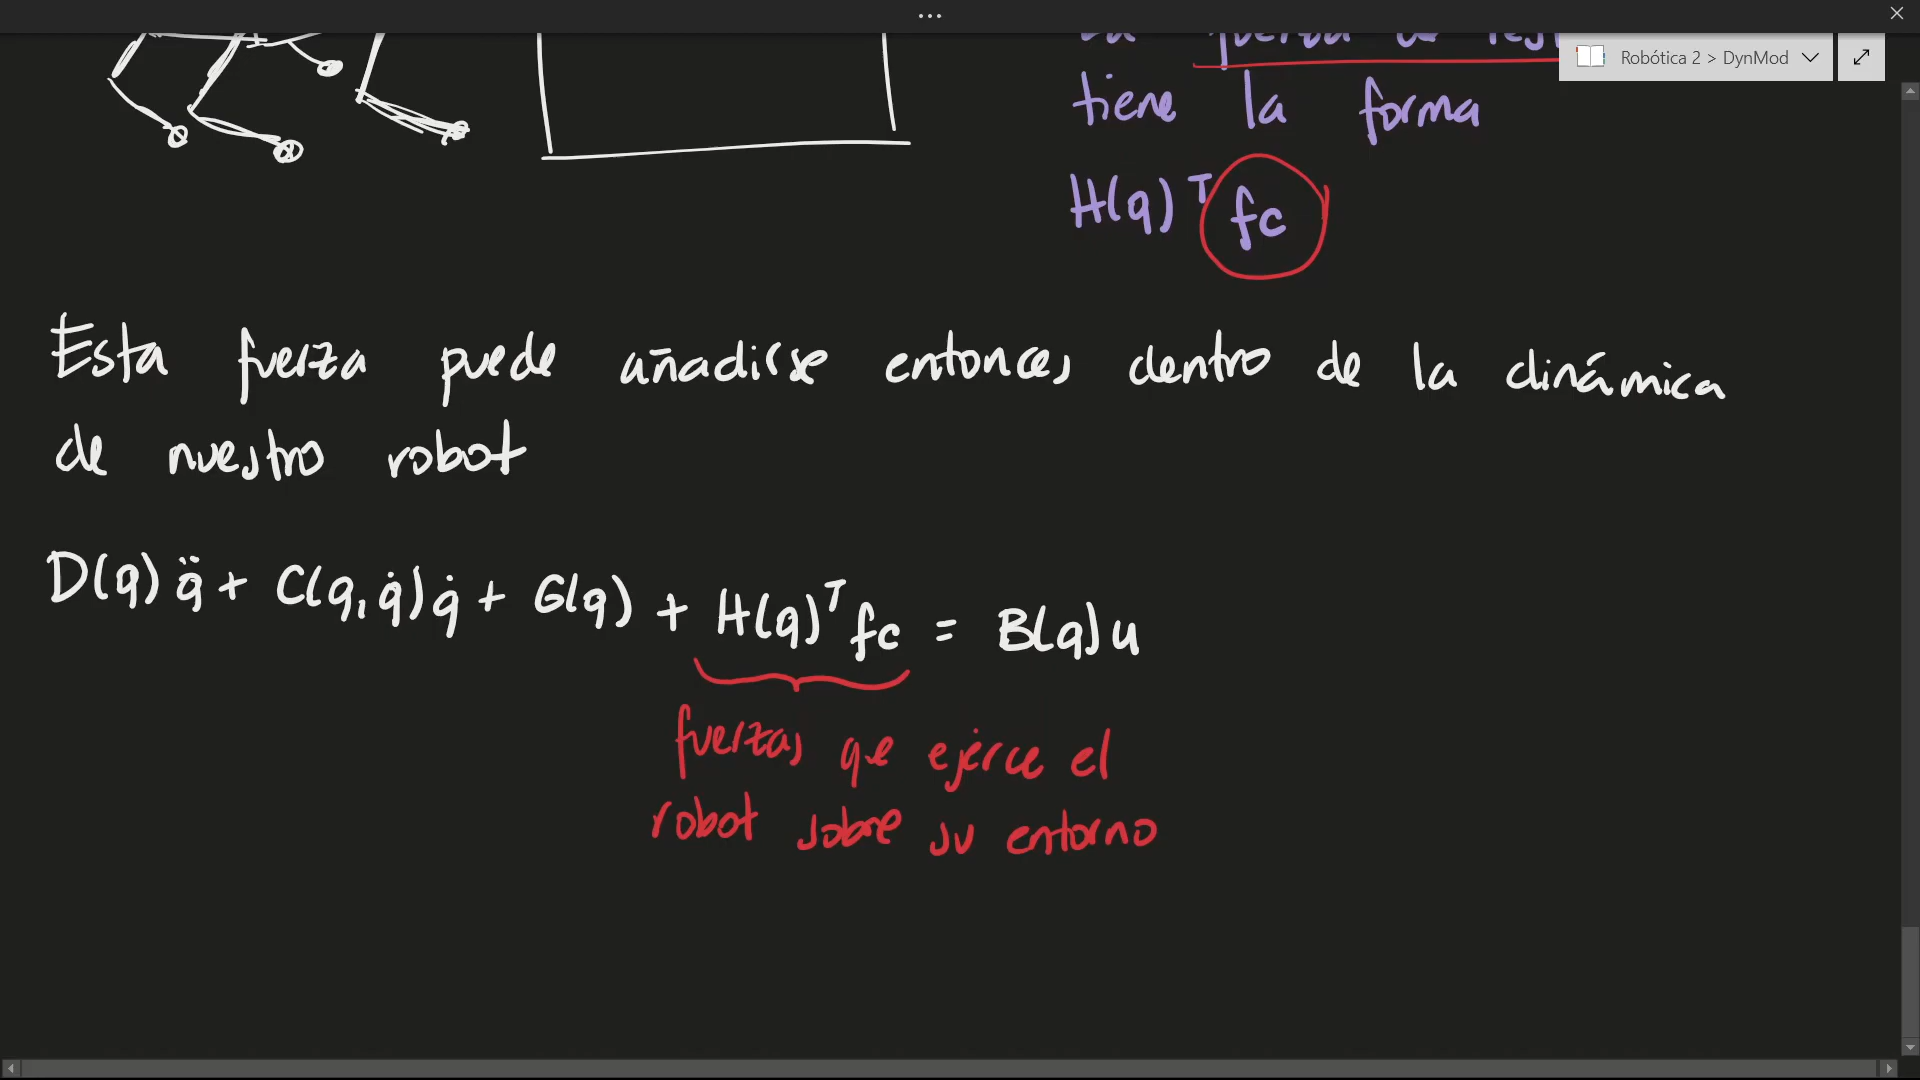 Robótica 2 > DynMod
tiene la forma
H(q)ᵀ fc
Esta fuerza puede añadirse entonces dentro de la dinámica
de nuestro robot
D(q) q̈ + C(q, q̇) q̇ + G(q) + H(q)ᵀ fc = B(q) u
fuerzas que ejerce el
robot sobre su entorno